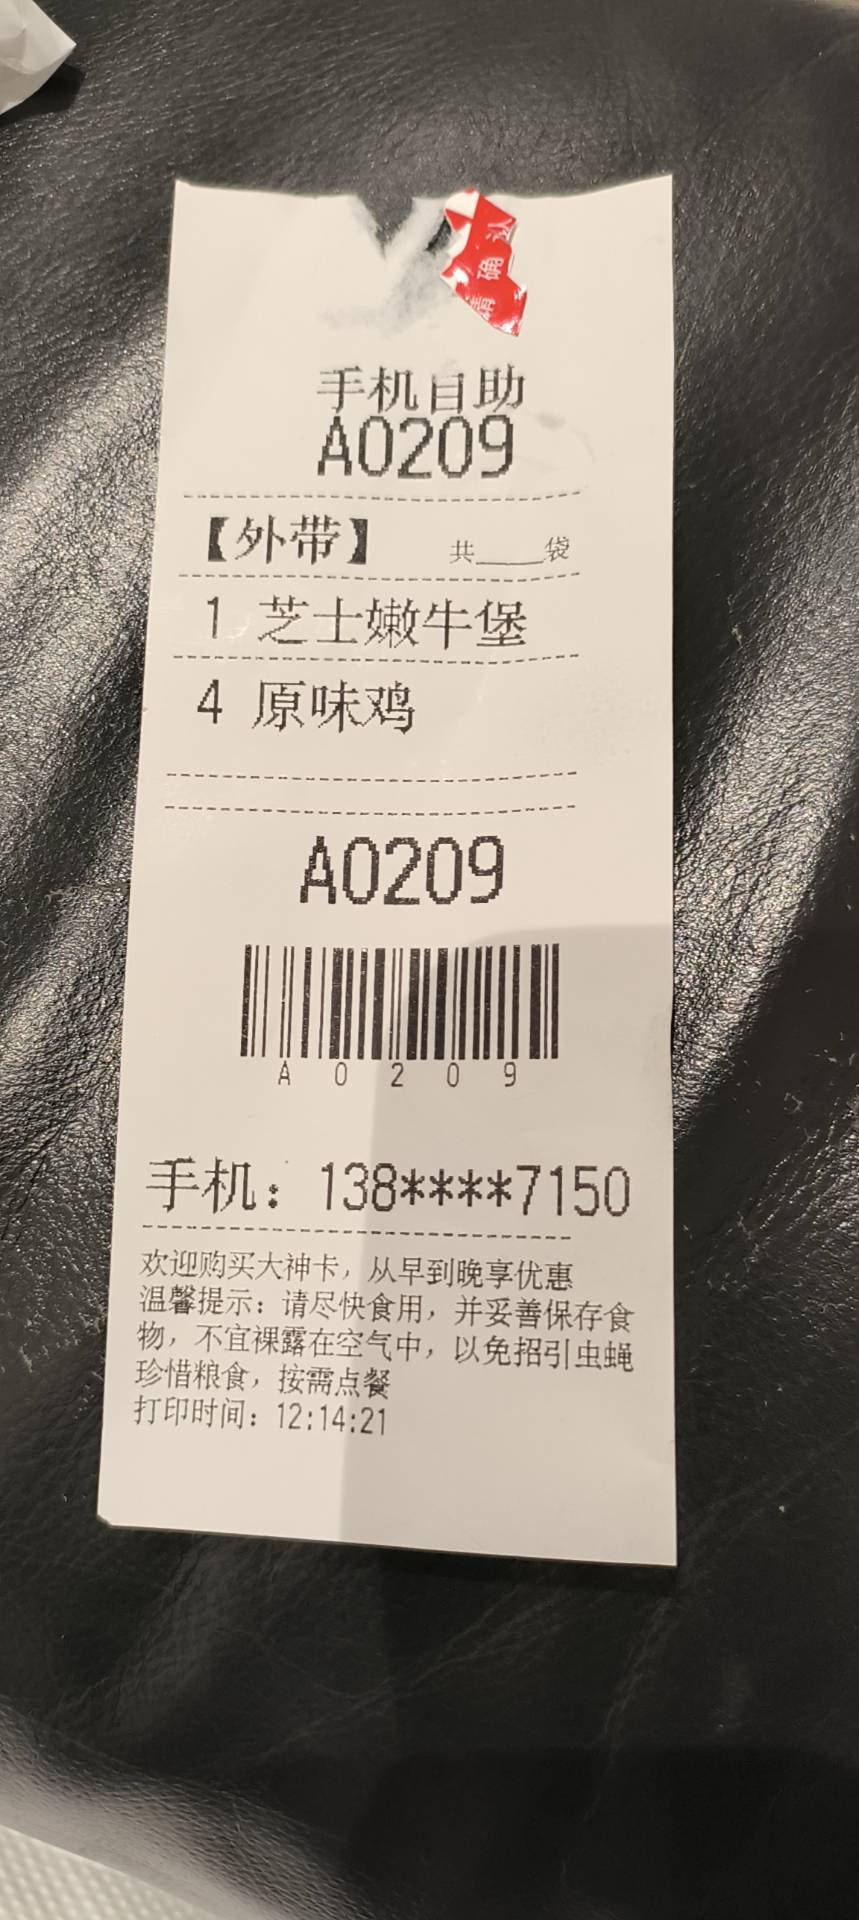 请确认
手机自助
A0209
【外带】 共____袋
1 芝士嫩牛堡
4 原味鸡
A0209
A0209
手机：138****7150
欢迎购买大神卡，从早到晚享优惠
温馨提示：请尽快食用，并妥善保存食
物，不宜裸露在空气中，以免招引虫蝇
珍惜粮食，按需点餐
打印时间：12:14:21